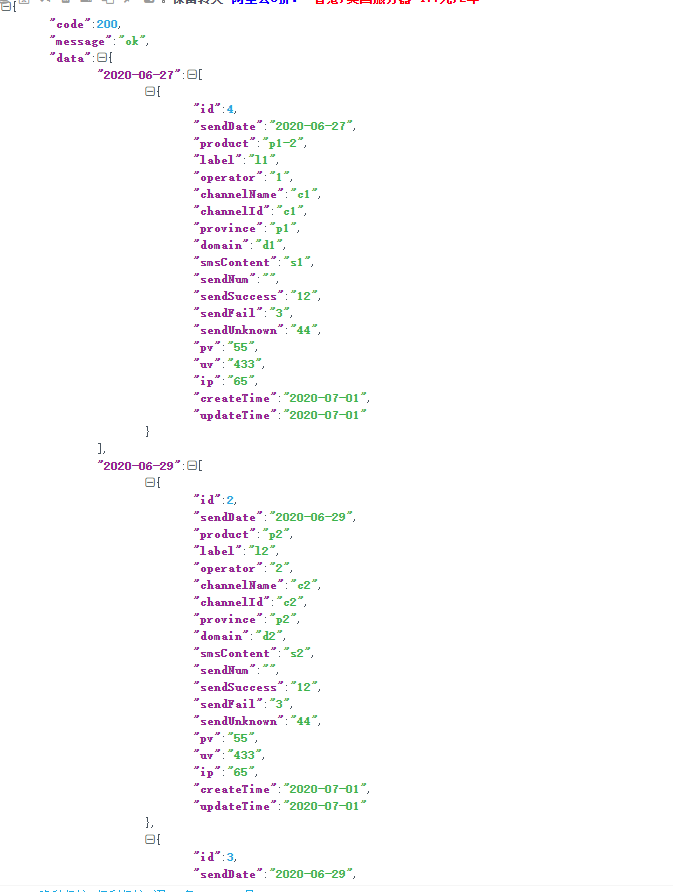 {
"code":200,
"message":"ok",
"data":{
"2020-06-27":[
{
"id":4,
"sendDate":"2020-06-27",
"product":"p1-2",
"label":"l1",
"operator":"1",
"channelName":"c1",
"channelId":"c1",
"province":"p1",
"domain":"d1",
"smsContent":"s1",
"sendNum":"",
"sendSuccess":"12",
"sendFail":"3",
"sendUnknown":"44",
"pv":"55",
"uv":"433",
"ip":"65",
"createTime":"2020-07-01",
"updateTime":"2020-07-01"
}
],
"2020-06-29":[
{
"id":2,
"sendDate":"2020-06-29",
"product":"p2",
"label":"l2",
"operator":"2",
"channelName":"c2",
"channelId":"c2",
"province":"p2",
"domain":"d2",
"smsContent":"s2",
"sendNum":"",
"sendSuccess":"12",
"sendFail":"3",
"sendUnknown":"44",
"pv":"55",
"uv":"433",
"ip":"65",
"createTime":"2020-07-01",
"updateTime":"2020-07-01"
},
{
"id":3,
"sendDate":"2020-06-29",